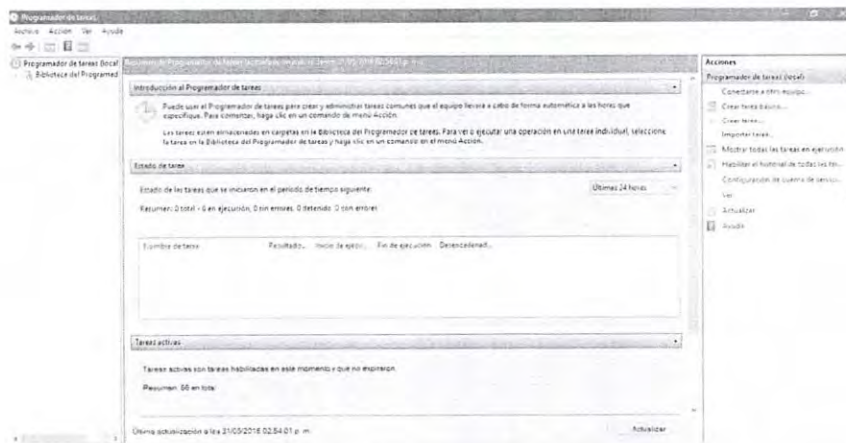 Programador de tareas
Archivo Acción Ver Ayuda
Programador de tareas (local
Biblioteca del Programad
Introducción al Programador de tareas
Puede usar el Programador de tareas para crear y administrar tareas comunes que el equipo llevará a cabo de forma automática a las horas que
especifique. Para comenzar, haga clic en un comando de menú Acción.
Las tareas están almacenadas en carpetas en la Biblioteca del Programador de tareas. Para ver o ejecutar una operación en una tarea individual, seleccione
la tarea en la Biblioteca del Programador de tareas y haga clic en un comando en el menú Acción.
Estado de tarea
Estado de las tareas que se iniciaron en el período de tiempo siguiente:
Últimas 24 horas
Resumen: 0 total - 0 en ejecución, 0 sin errores, 0 detenido, 0 con errores
Nombre de tarea Resultado... Inicio de ejecu... Fin de ejecución Desencadenad...
Tareas activas
Tareas activas son tareas habilitadas en este momento y que no expiraron.
Resumen: 66 en total
Última actualización a las 31/05/2016 02:54:01 p. m.
Actualizar
Acciones
Programador de tareas (local)
Conectarse a otro equipo...
Crear tarea básica...
Crear tarea...
Importar tarea...
Mostrar todas las tareas en ejecución
Habilitar el historial de todas las tar...
Configuración de cuenta de servici...
Ver
Actualizar
Ayuda